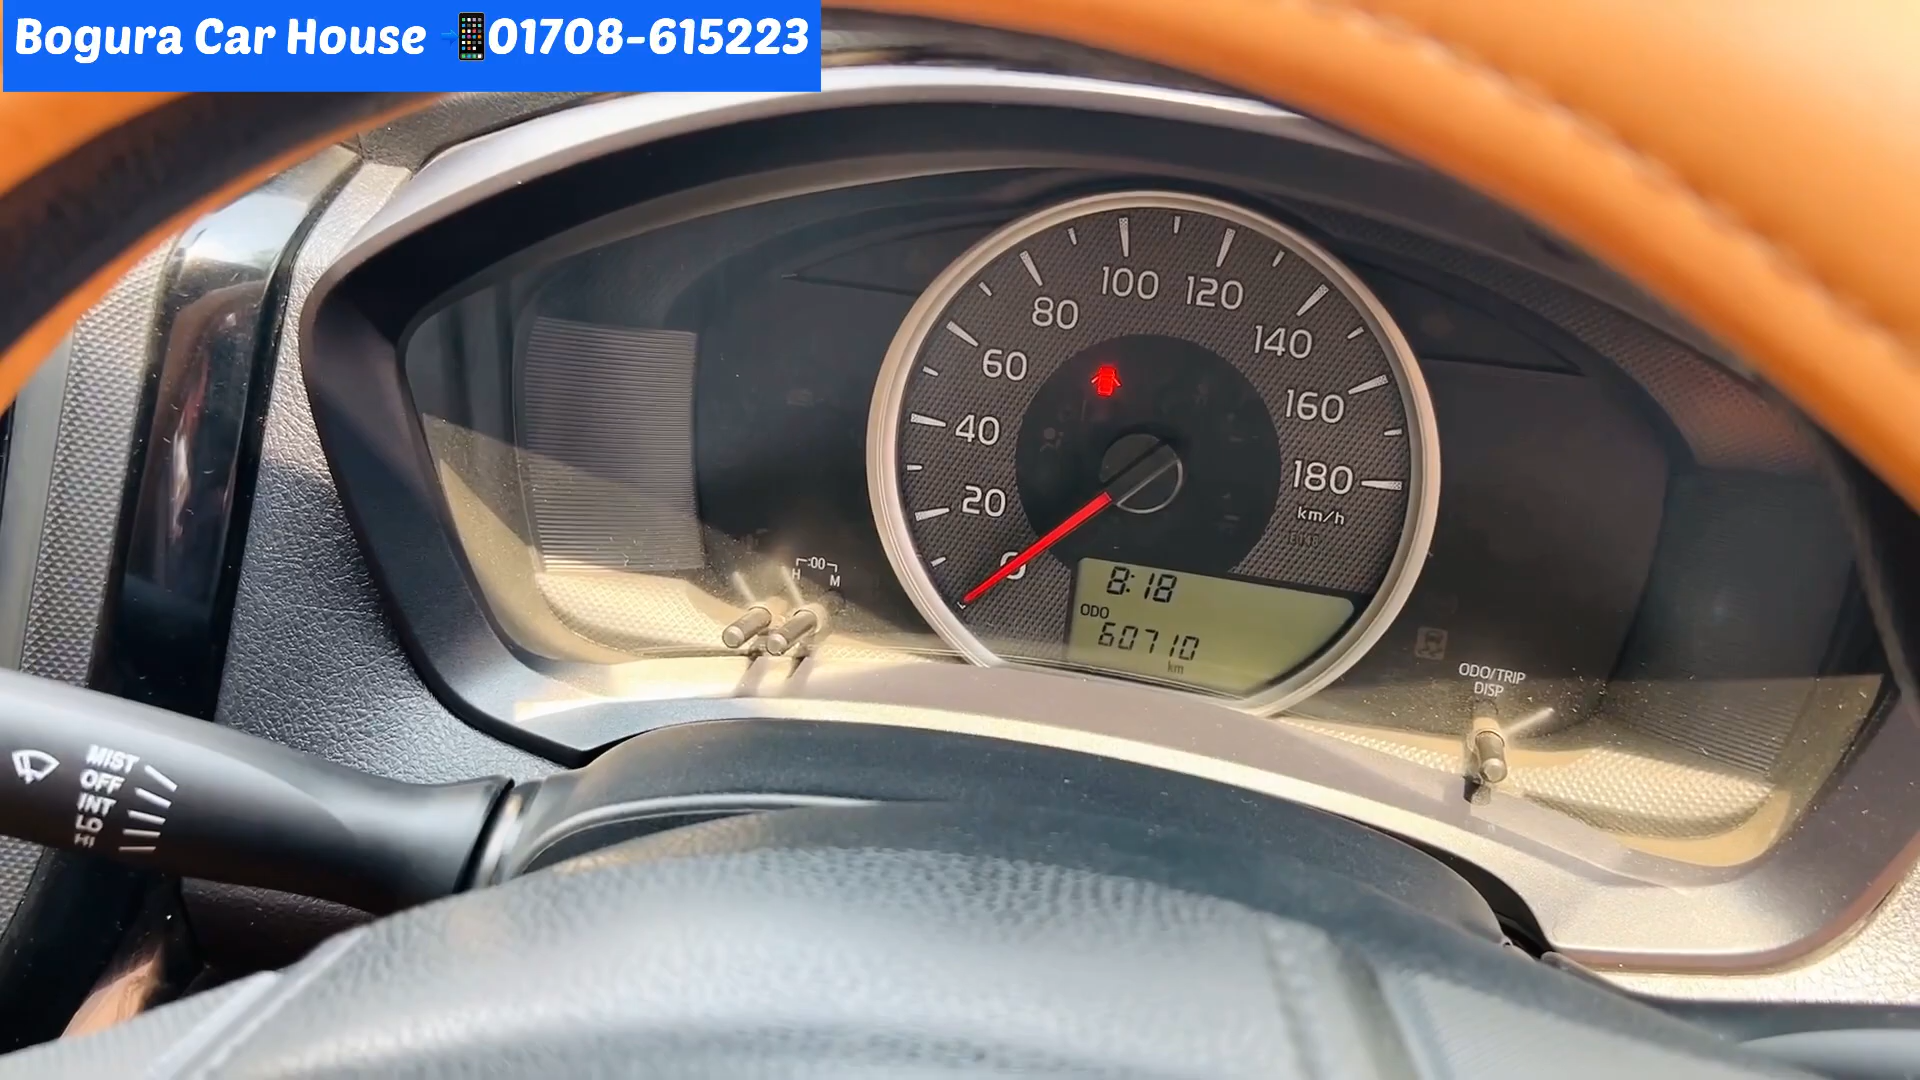 Bogura Car House 📱01708-615223
100 120
80 140
60 160
40 180
20 km/h
0
:00
H M
8:18
ODO
60710
km
ODO/TRIP
DISP
MIST
OFF
INT
LO
HI